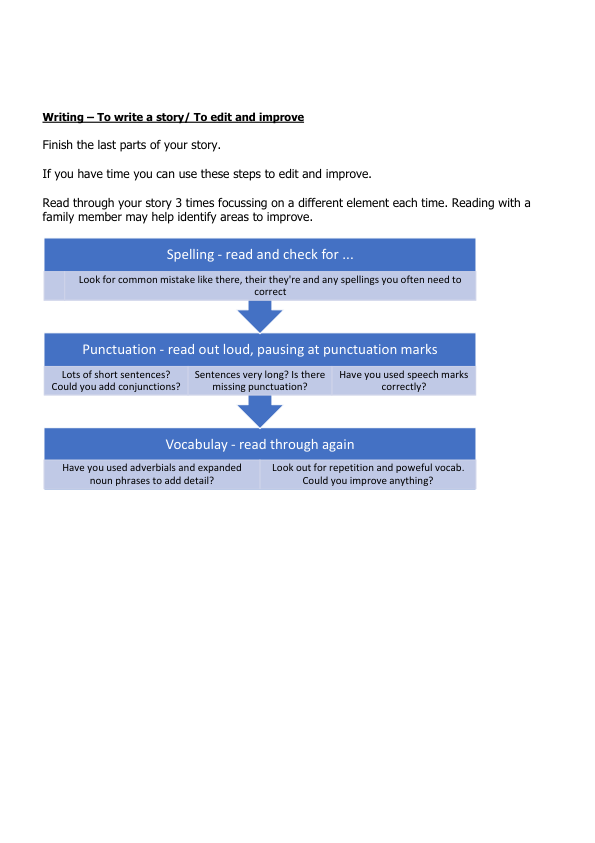 Writing – To write a story/ To edit and improve
Finish the last parts of your story.
If you have time you can use these steps to edit and improve.
Read through your story 3 times focussing on a different element each time. Reading with a
family member may help identify areas to improve.
Spelling - read and check for ...
Look for common mistake like there, their they're and any spellings you often need to
correct
Punctuation - read out loud, pausing at punctuation marks
Lots of short sentences?
Could you add conjunctions?
Sentences very long? Is there
missing punctuation?
Have you used speech marks
correctly?
Vocabulay - read through again
Have you used adverbials and expanded
noun phrases to add detail?
Look out for repetition and poweful vocab.
Could you improve anything?